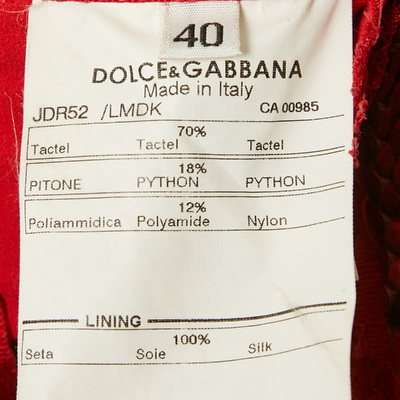 40
DOLCE&GABBANA
Made in Italy
JDR52 /LMDK CA 00985
70%
Tactel Tactel Tactel
18%
PITONE PYTHON PYTHON
12%
Poliammidica Polyamide Nylon
LINING
100%
Seta Soie Silk